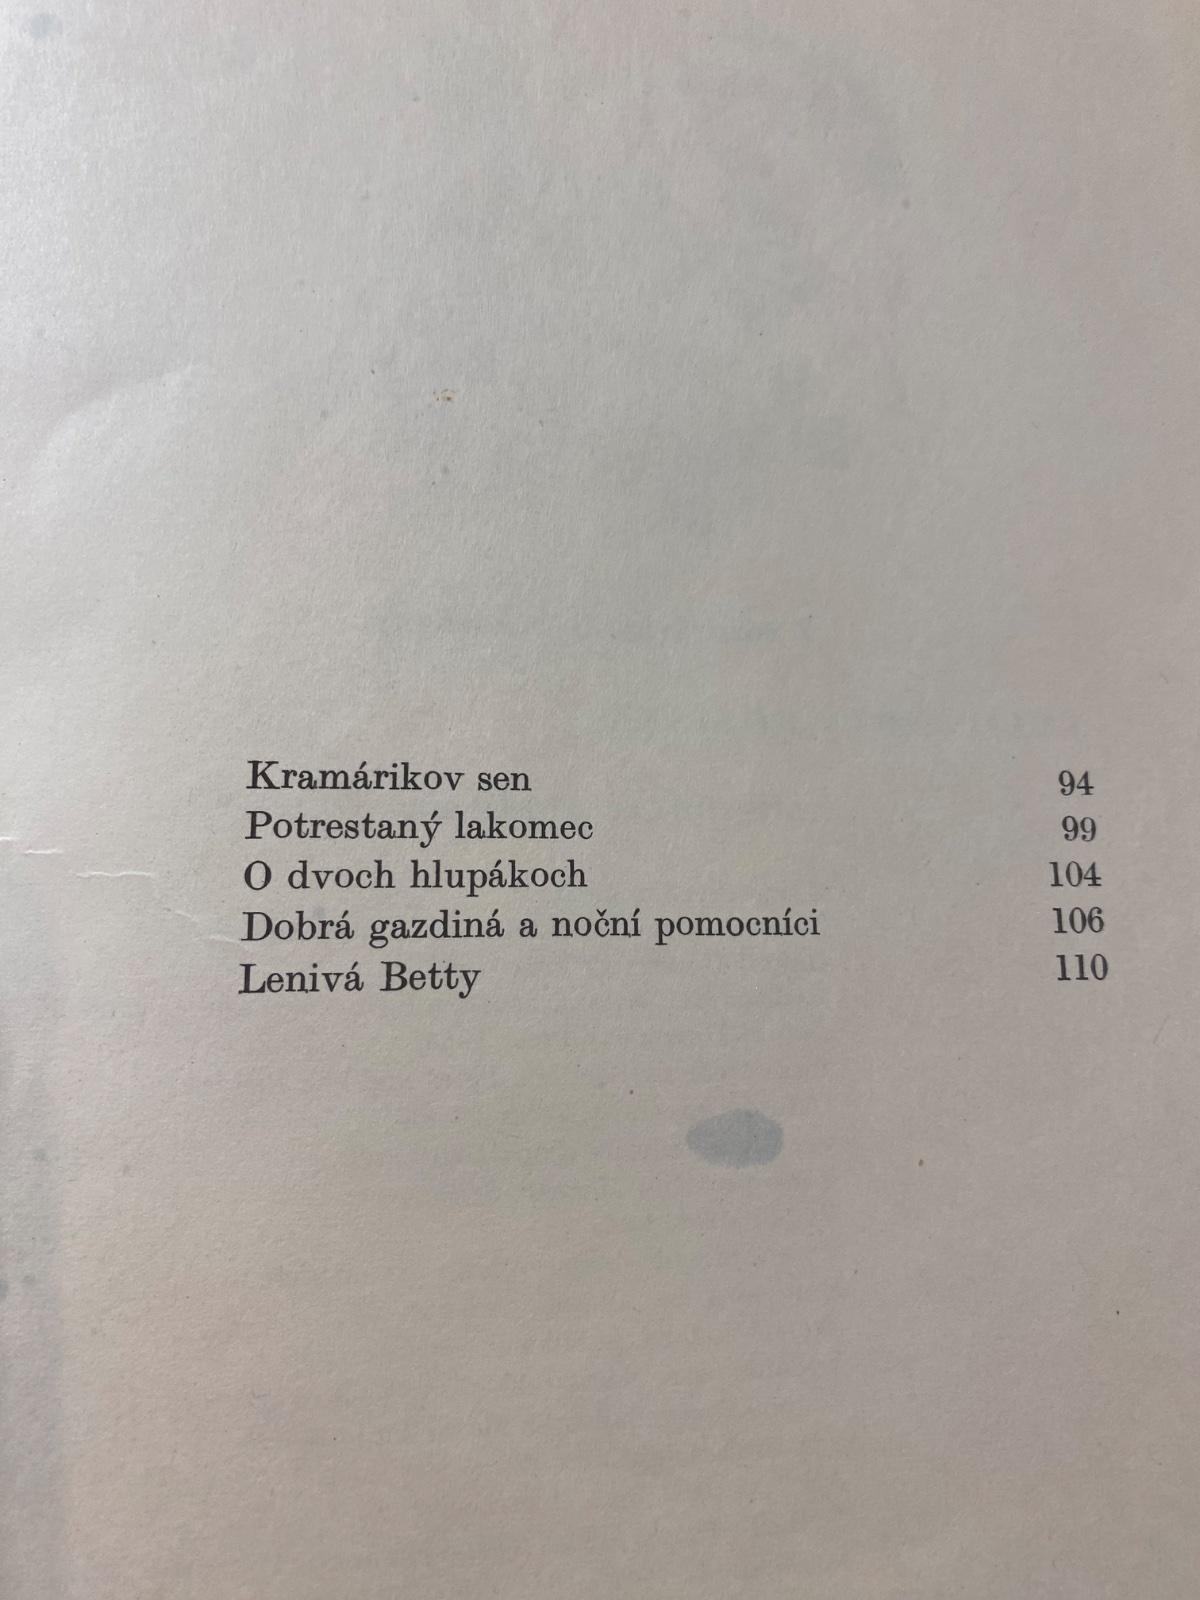 Kramárikov sen 94
Potrestaný lakomec 99
O dvoch hlupákoch 104
Dobrá gazdiná a noční pomocníci 106
Lenivá Betty 110